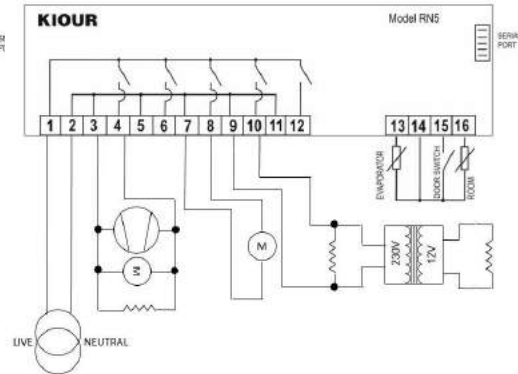 KIOUR
Model RN5
SERIAL
PORT
1 2 3 4 5 6 7 8 9 10 11 12
13 14 15 16
EVAPORATOR
DOOR SWITCH
ROOM
M
M
230V
12V
LIVE
NEUTRAL